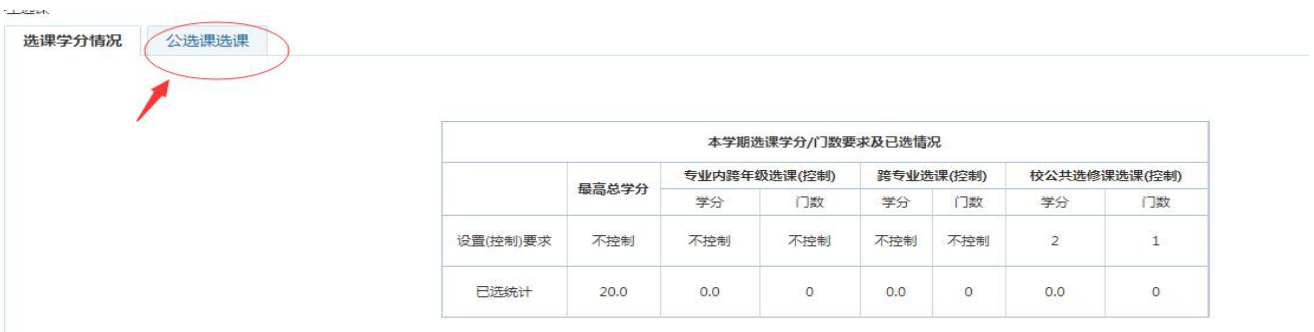 选课学分情况 公选课选课
本学期选课学分/门数要求及已选情况
最高总学分 专业内跨年级选课(控制) 跨专业选课(控制) 校公共选修课选课(控制)
学分 门数 学分 门数 学分 门数
设置(控制)要求 不控制 不控制 不控制 不控制 不控制 2 1
已选统计 20.0 0.0 0 0.0 0 0.0 0